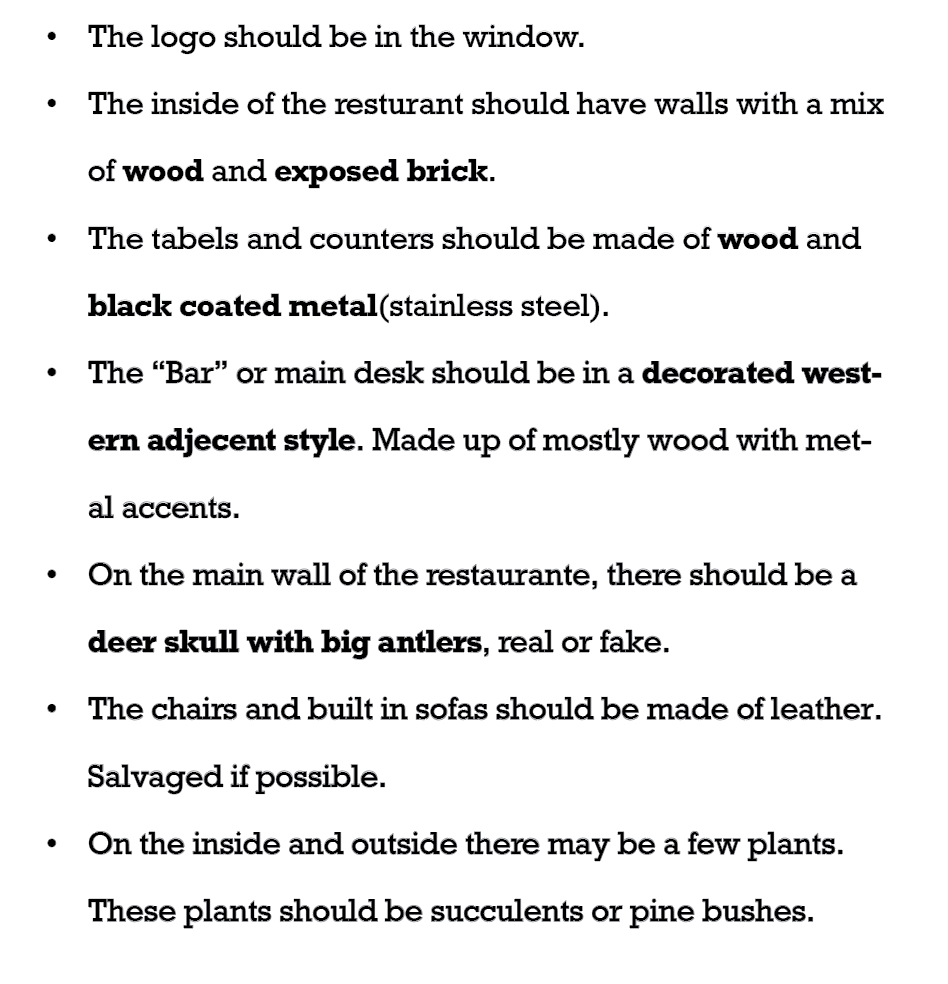 • The logo should be in the window.
• The inside of the resturant should have walls with a mix
of wood and exposed brick.
• The tabels and counters should be made of wood and
black coated metal(stainless steel).
• The “Bar” or main desk should be in a decorated west-
ern adjecent style. Made up of mostly wood with met-
al accents.
• On the main wall of the restaurante, there should be a
deer skull with big antlers, real or fake.
• The chairs and built in sofas should be made of leather.
Salvaged if possible.
• On the inside and outside there may be a few plants.
These plants should be succulents or pine bushes.